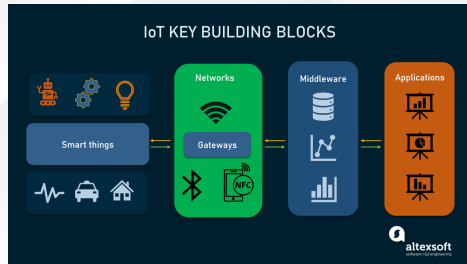 IoT KEY BUILDING BLOCKS
Networks
Middleware
Applications
Smart things
Gateways
NFC
altexsoft
software r&d engineering